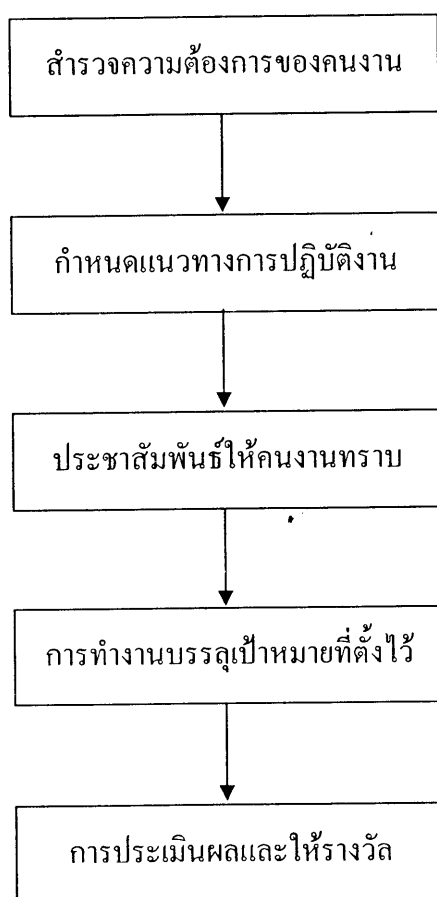 สำรวจความต้องการของคนงาน
กำหนดแนวทางการปฏิบัติงาน
ประชาสัมพันธ์ให้คนงานทราบ
การทำงานบรรลุเป้าหมายที่ตั้งไว้
การประเมินผลและให้รางวัล